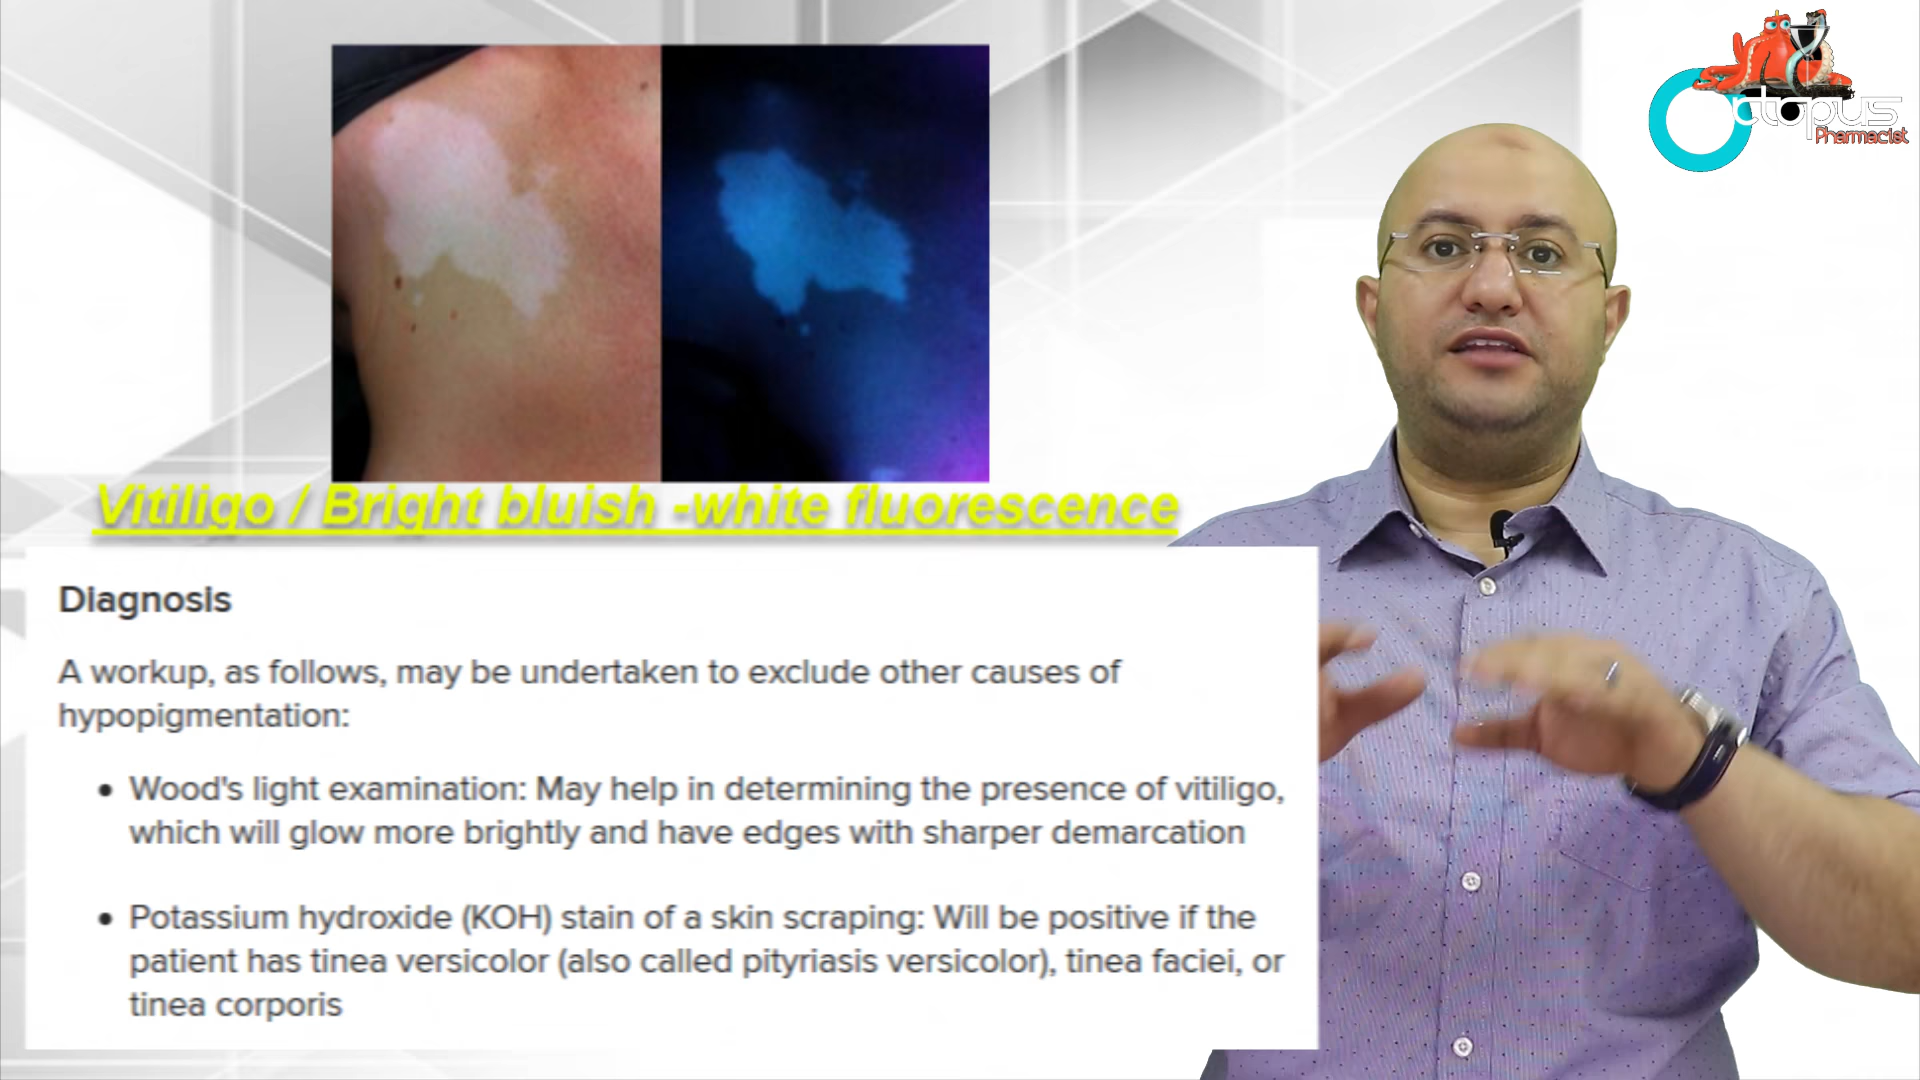 Octopus
Pharmacist
Vitiligo / Bright bluish -white fluorescence
Diagnosis
A workup, as follows, may be undertaken to exclude other causes of
hypopigmentation:
• Wood's light examination: May help in determining the presence of vitiligo,
which will glow more brightly and have edges with sharper demarcation
• Potassium hydroxide (KOH) stain of a skin scraping: Will be positive if the
patient has tinea versicolor (also called pityriasis versicolor), tinea faciei, or
tinea corporis